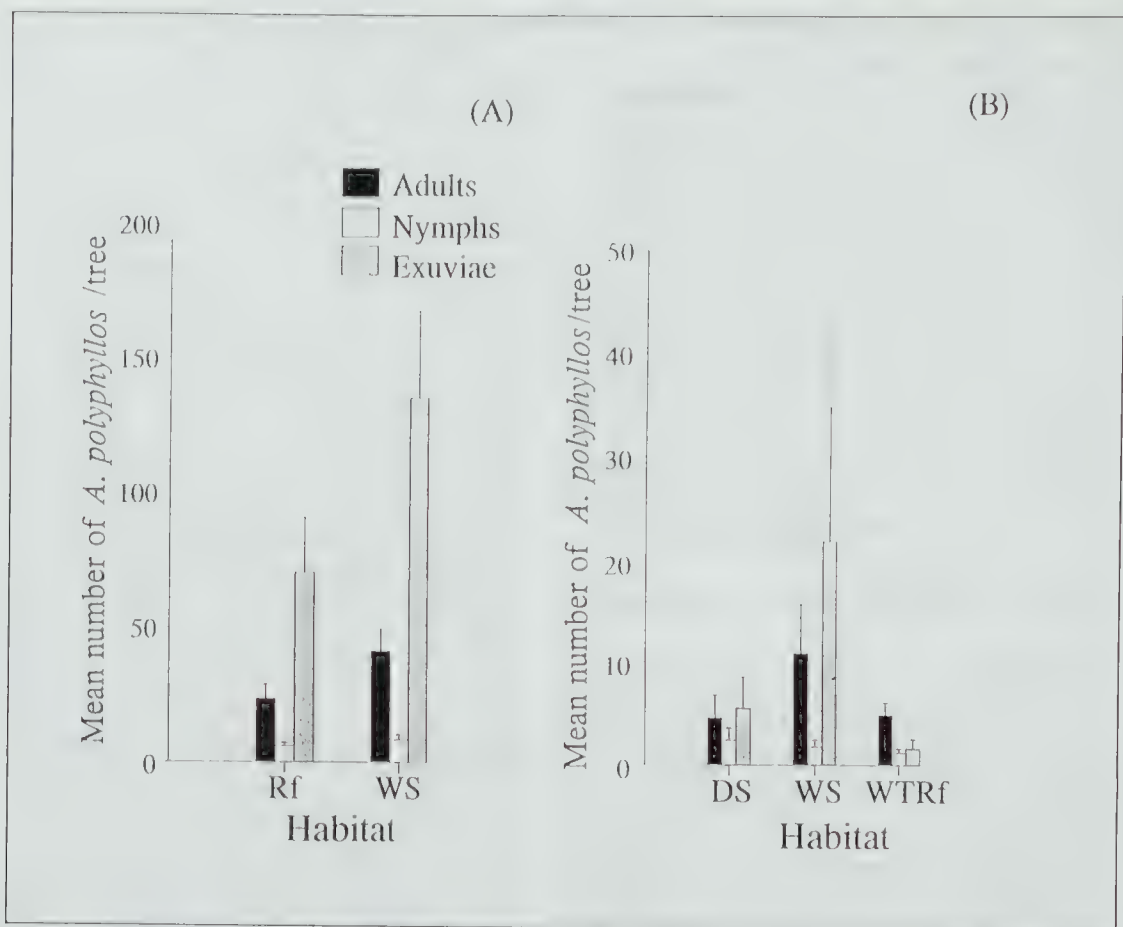 (A)
Adults
Nymphs
Exuviae
Mean number of A. polyphyllos /tree
200
150
100
50
0
Rf WS
Habitat
(B)
Mean number of A. polyphyllos/tree
50
40
30
20
10
0
DS WS WTRf
Habitat